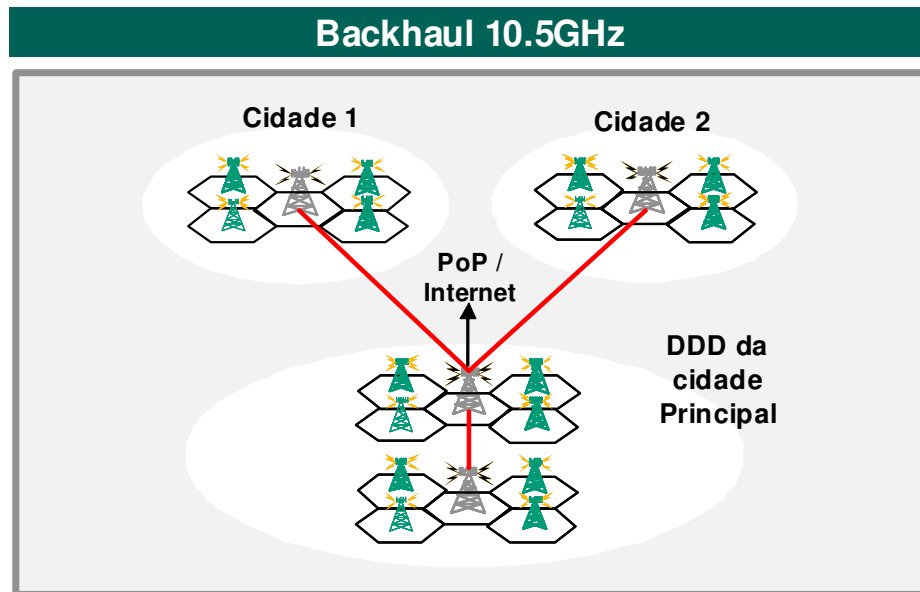 Backhaul 10.5GHz
Cidade 1
Cidade 2
PoP /
Internet
DDD da
cidade
Principal